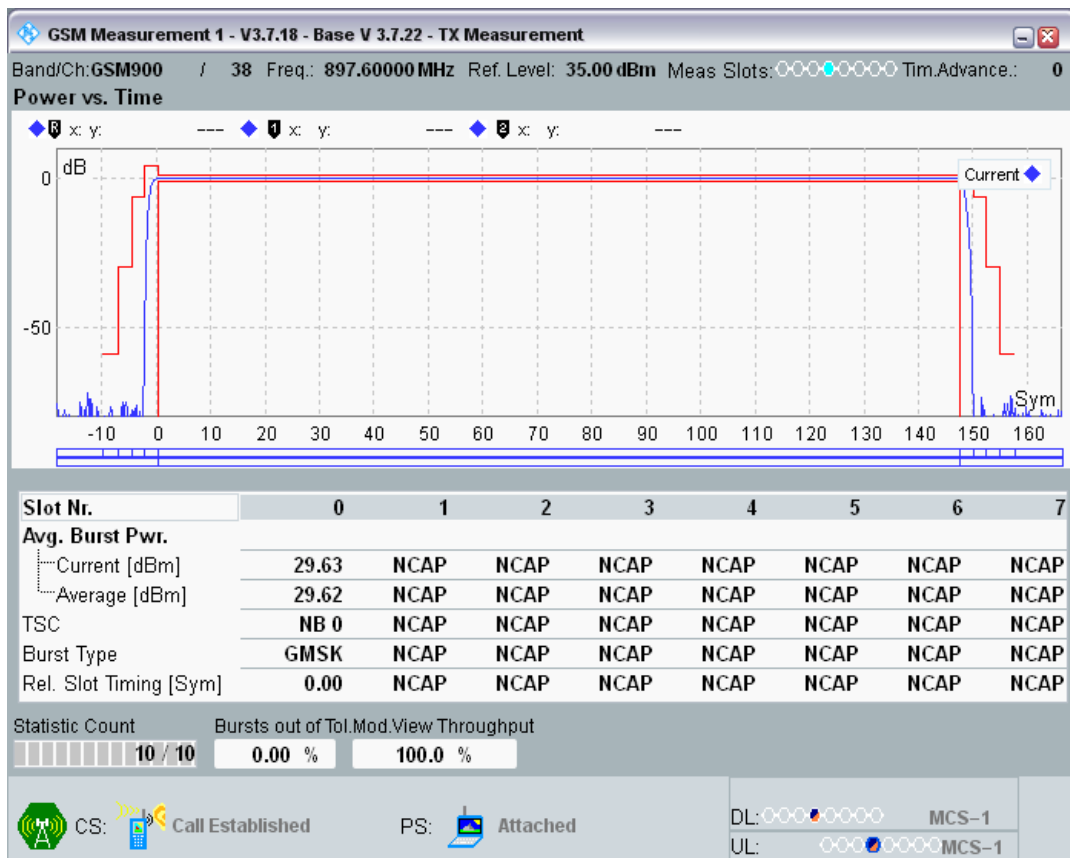 GSM Measurement 1 - V3.7.18 - Base V 3.7.22 - TX Measurement
Band/Ch:GSM900 / 38 Freq.: 897.60000 MHz Ref. Level: 35.00 dBm Meas Slots: Tim.Advance.: 0
Power vs. Time
R x: y: --- 1 x: y: --- 2 x: y: ---
dB
Current
0
-50
Sym
-10 0 10 20 30 40 50 60 70 80 90 100 110 120 130 140 150 160
Slot Nr. 0 1 2 3 4 5 6 7
Avg. Burst Pwr.
Current [dBm] 29.63 NCAP NCAP NCAP NCAP NCAP NCAP NCAP
Average [dBm] 29.62 NCAP NCAP NCAP NCAP NCAP NCAP NCAP
TSC NB 0 NCAP NCAP NCAP NCAP NCAP NCAP NCAP
Burst Type GMSK NCAP NCAP NCAP NCAP NCAP NCAP NCAP
Rel. Slot Timing [Sym] 0.00 NCAP NCAP NCAP NCAP NCAP NCAP NCAP
Statistic Count Bursts out of Tol.Mod.View Throughput
10 / 10 0.00 % 100.0 %
CS: Call Established PS: Attached
DL: MCS-1
UL: MCS-1